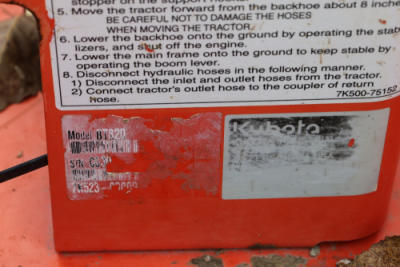 stopper on the support
5. Move the tractor forward from the backhoe about 8 inche
BE CAREFUL NOT TO DAMAGE THE HOSES
WHEN MOVING THE TRACTOR.
6. Lower the backhoe onto the ground by operating the stab
lizers, and shut off the engine.
7. Lower the main frame onto the ground to keep stable by
operating the boom lever.
8. Disconnect hydraulic hoses in the following manner.
1) Disconnect the inlet and outlet hoses from the tractor.
2) Connect tractor's outlet hose to the coupler of return
hose.
7K500-75152
Model BT820
S/N
Kubota